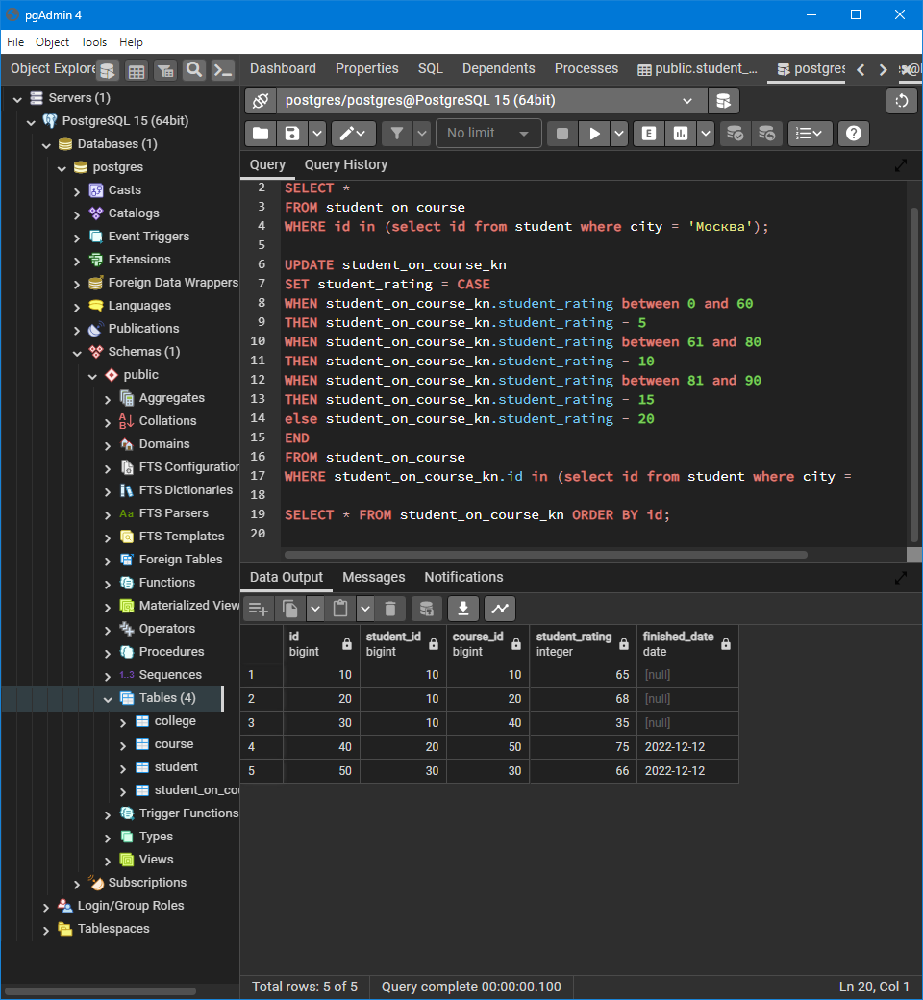 pgAdmin 4
File Object Tools Help
Object Explore
Dashboard Properties SQL Dependents Processes public.student_... postgres
postgres/postgres@PostgreSQL 15 (64bit)
No limit
Query Query History
2 SELECT *
3 FROM student_on_course
4 WHERE id in (select id from student where city = 'Москва');
5
6 UPDATE student_on_course_kn
7 SET student_rating = CASE
8 WHEN student_on_course_kn.student_rating between 0 and 60
9 THEN student_on_course_kn.student_rating - 5
10 WHEN student_on_course_kn.student_rating between 61 and 80
11 THEN student_on_course_kn.student_rating - 10
12 WHEN student_on_course_kn.student_rating between 81 and 90
13 THEN student_on_course_kn.student_rating - 15
14 else student_on_course_kn.student_rating - 20
15 END
16 FROM student_on_course
17 WHERE student_on_course_kn.id in (select id from student where city =
18
19 SELECT * FROM student_on_course_kn ORDER BY id;
20
Servers (1)
PostgreSQL 15 (64bit)
Databases (1)
postgres
Casts
Catalogs
Event Triggers
Extensions
Foreign Data Wrappers
Languages
Publications
Schemas (1)
public
Aggregates
Collations
Domains
FTS Configuration
FTS Dictionaries
FTS Parsers
FTS Templates
Foreign Tables
Functions
Materialized View
Operators
Procedures
1..3 Sequences
Tables (4)
college
course
student
student_on_cou
Trigger Functions
Types
Views
Subscriptions
Login/Group Roles
Tablespaces
Data Output Messages Notifications
id bigint student_id bigint course_id bigint student_rating integer finished_date date
1 10 10 10 65 [null]
2 20 10 20 68 [null]
3 30 10 40 35 [null]
4 40 20 50 75 2022-12-12
5 50 30 30 66 2022-12-12
Total rows: 5 of 5 Query complete 00:00:00.100 Ln 20, Col 1